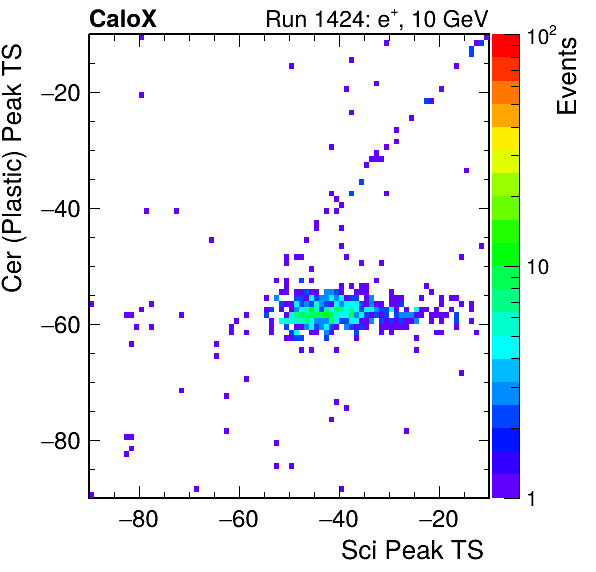 CaloX Run 1424: e+, 10 GeV
Cer (Plastic) Peak TS
−20
−40
−60
−80
−80 −60 −40 −20
Sci Peak TS
10²
10
1
Events